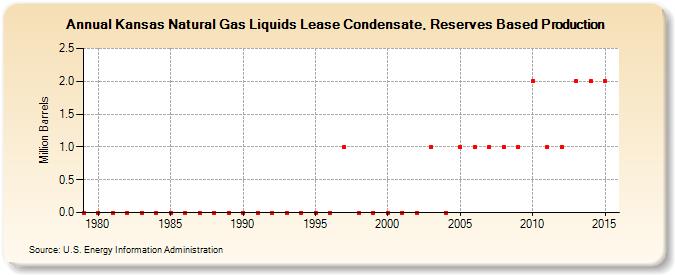 Annual Kansas Natural Gas Liquids Lease Condensate, Reserves Based Production
Million Barrels
2.5
2.0
1.5
1.0
0.5
0.0
1980 1985 1990 1995 2000 2005 2010 2015
Source: U.S. Energy Information Administration